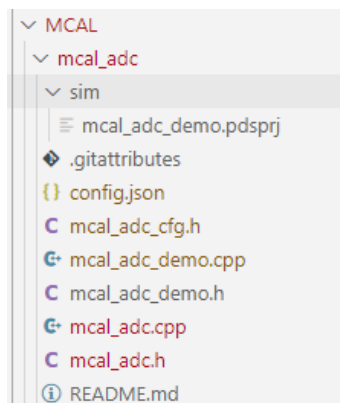 MCAL
mcal_adc
sim
mcal_adc_demo.pdsprj
.gitattributes
{} config.json
C mcal_adc_cfg.h
C+ mcal_adc_demo.cpp
C mcal_adc_demo.h
C+ mcal_adc.cpp
C mcal_adc.h
README.md